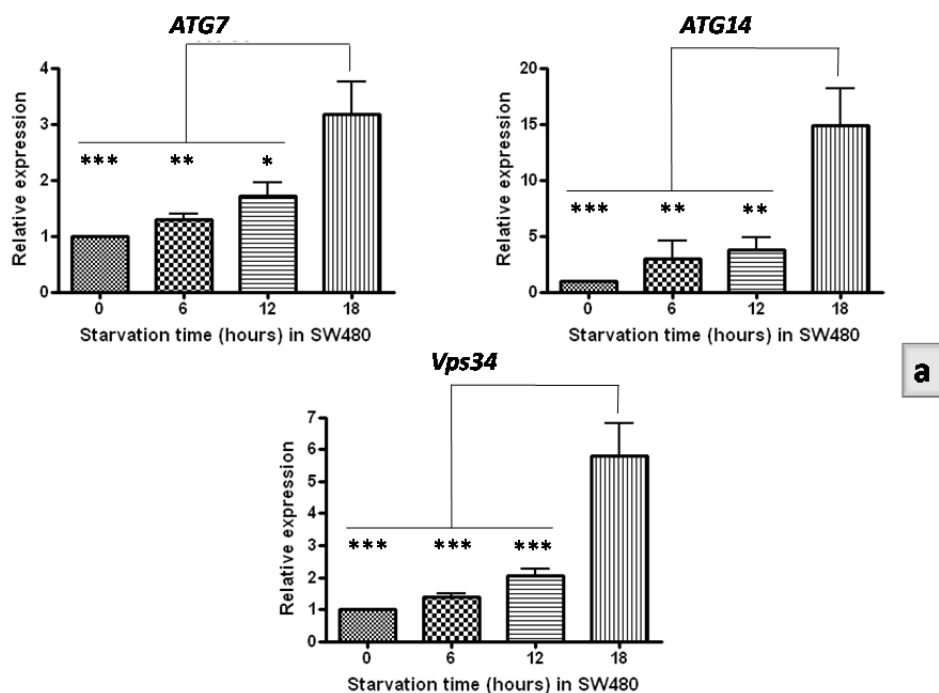 ATG7
Relative expression
4
3
2
1
0
*** ** *
0 6 12 18
Starvation time (hours) in SW480
ATG14
Relative expression
20
15
10
5
0
*** ** **
0 6 12 18
Starvation time (hours) in SW480
a
Vps34
Relative expression
7
6
5
4
3
2
1
0
*** *** ***
0 6 12 18
Starvation time (hours) in SW480